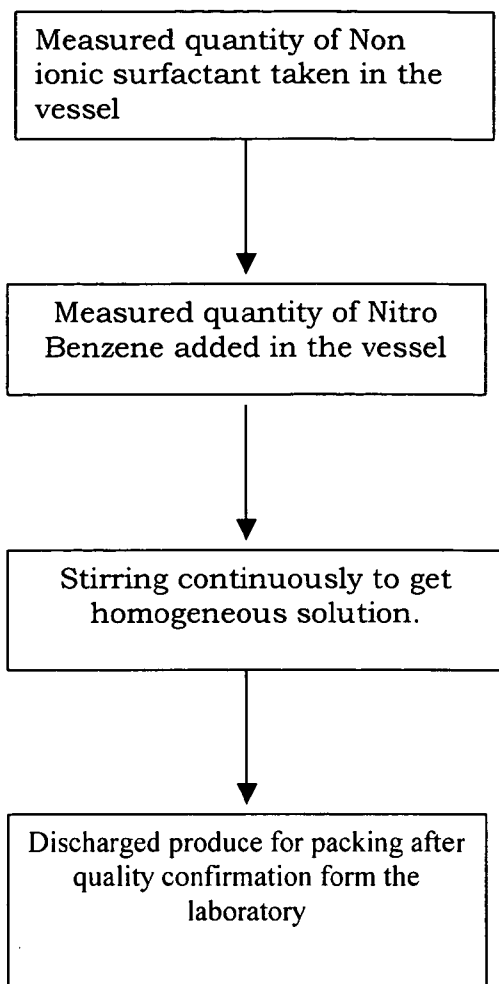 Measured quantity of Non
ionic surfactant taken in the
vessel
Measured quantity of Nitro
Benzene added in the vessel
Stirring continuously to get
homogeneous solution.
Discharged produce for packing after
quality confirmation form the
laboratory